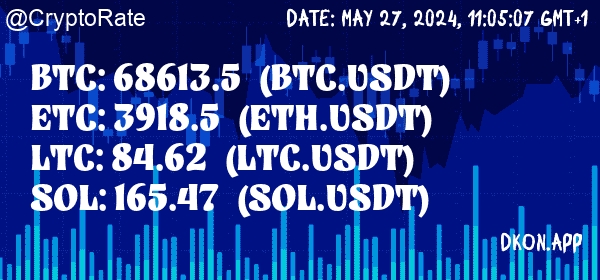 @CryptoRate
DATE: MAY 27, 2024, 11:05:07 GMT+1
BTC: 68613.5 (BTC.USDT)
ETC: 3918.5 (ETH.USDT)
LTC: 84.62 (LTC.USDT)
SOL: 165.47 (SOL.USDT)
DKON.APP